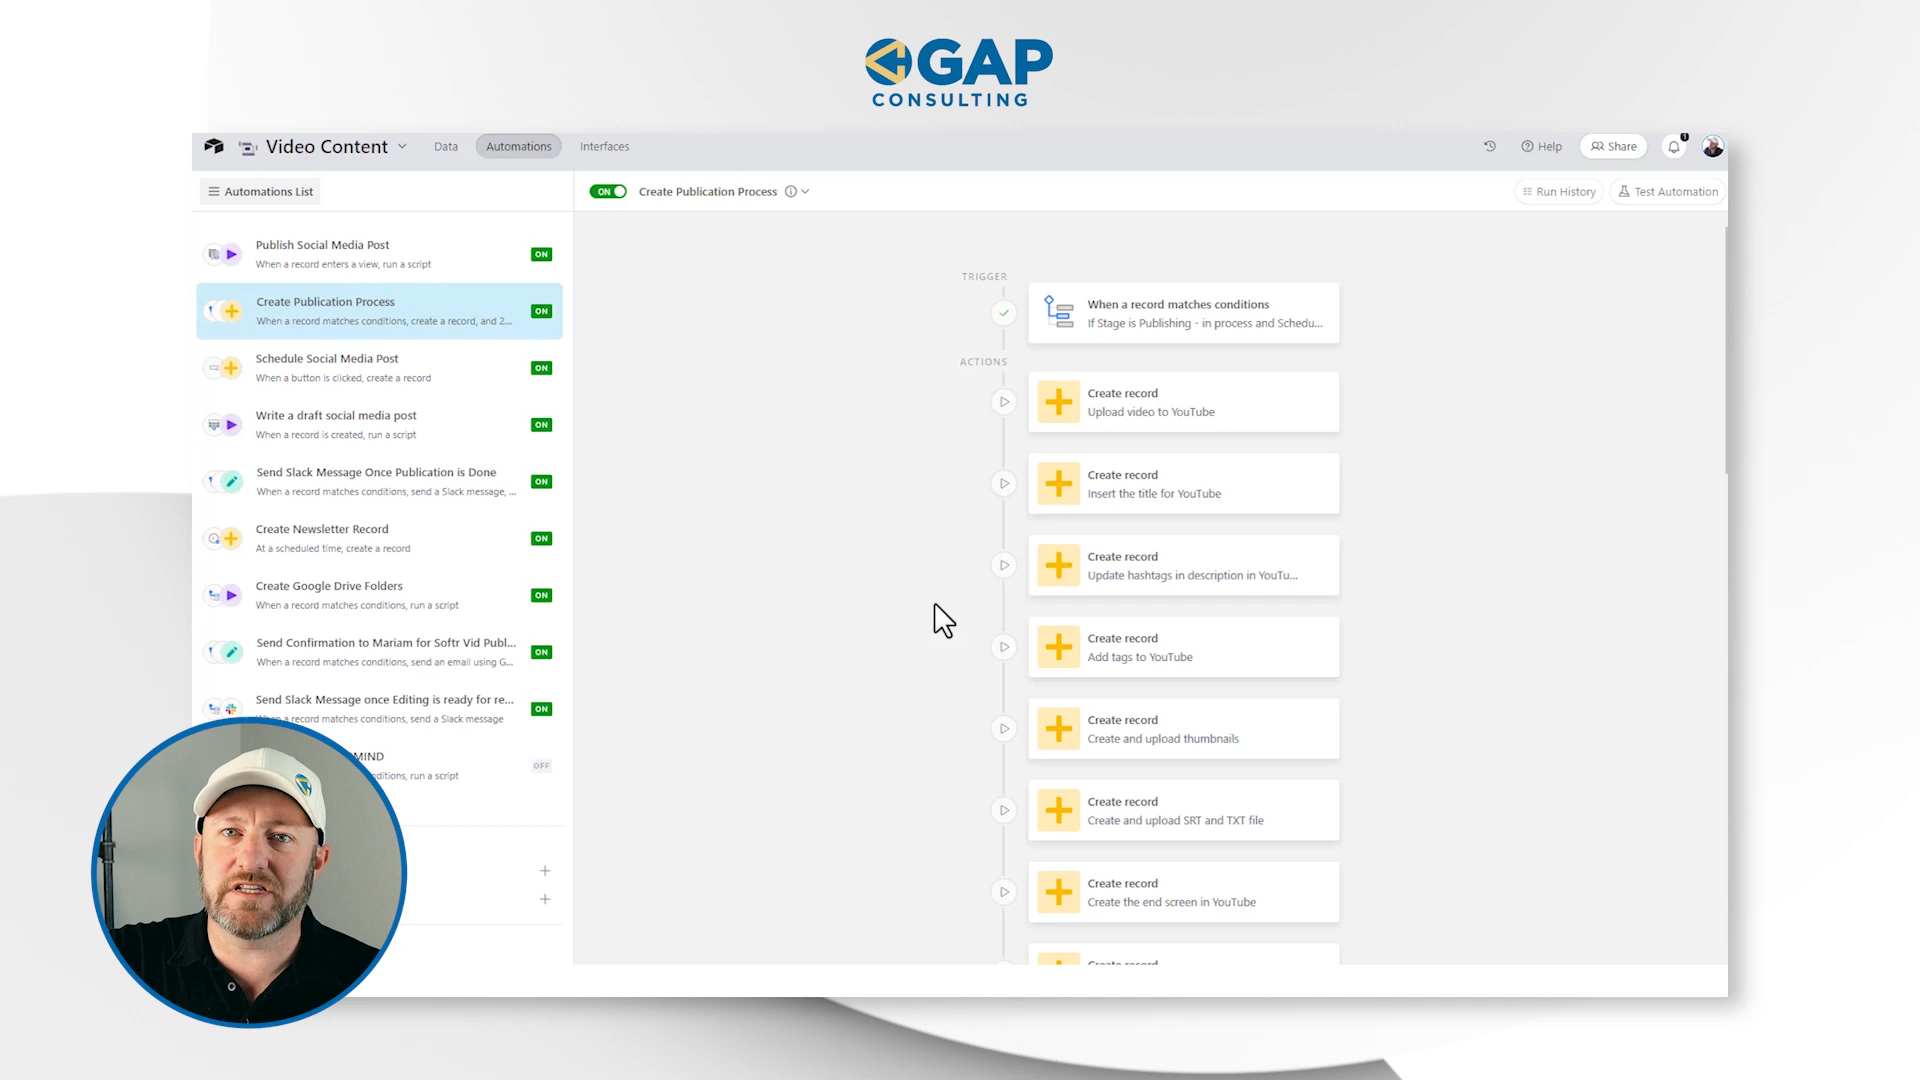 GAP
CONSULTING
Video Content
Data
Automations
Interfaces
Help
Share
1
Automations List
ON
Create Publication Process
Run History
Test Automation
Publish Social Media Post
When a record enters a view, run a script
ON
Create Publication Process
When a record matches conditions, create a record, and 2...
ON
Schedule Social Media Post
When a button is clicked, create a record
ON
Write a draft social media post
When a record is created, run a script
ON
Send Slack Message Once Publication is Done
When a record matches conditions, send a Slack message, ...
ON
Create Newsletter Record
At a scheduled time, create a record
ON
Create Google Drive Folders
When a record matches conditions, run a script
ON
Send Confirmation to Mariam for Softr Vid Publ...
When a record matches conditions, send an email using G...
ON
Send Slack Message once Editing is ready for re...
When a record matches conditions, send a Slack message
ON
MIND
ditions, run a script
OFF
TRIGGER
When a record matches conditions
If Stage is Publishing - in process and Schedu...
ACTIONS
Create record
Upload video to YouTube
Create record
Insert the title for YouTube
Create record
Update hashtags in description in YouTu...
Create record
Add tags to YouTube
Create record
Create and upload thumbnails
Create record
Create and upload SRT and TXT file
Create record
Create the end screen in YouTube
Create record